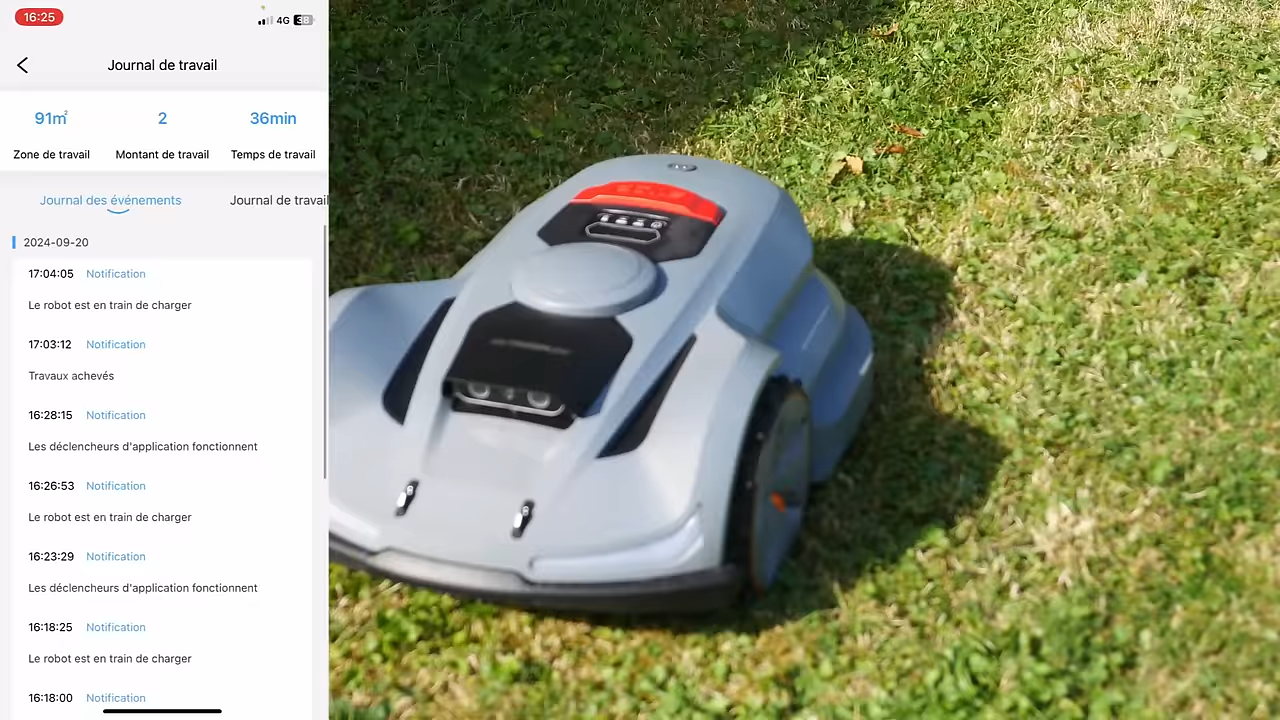 16:25
4G 38
Journal de travail
91㎡ 2 36min
Zone de travail Montant de travail Temps de travail
Journal des événements Journal de travail
2024-09-20
17:04:05 Notification
Le robot est en train de charger
17:03:12 Notification
Travaux achevés
16:28:15 Notification
Les déclencheurs d'application fonctionnent
16:26:53 Notification
Le robot est en train de charger
16:23:29 Notification
Les déclencheurs d'application fonctionnent
16:18:25 Notification
Le robot est en train de charger
16:18:00 Notification